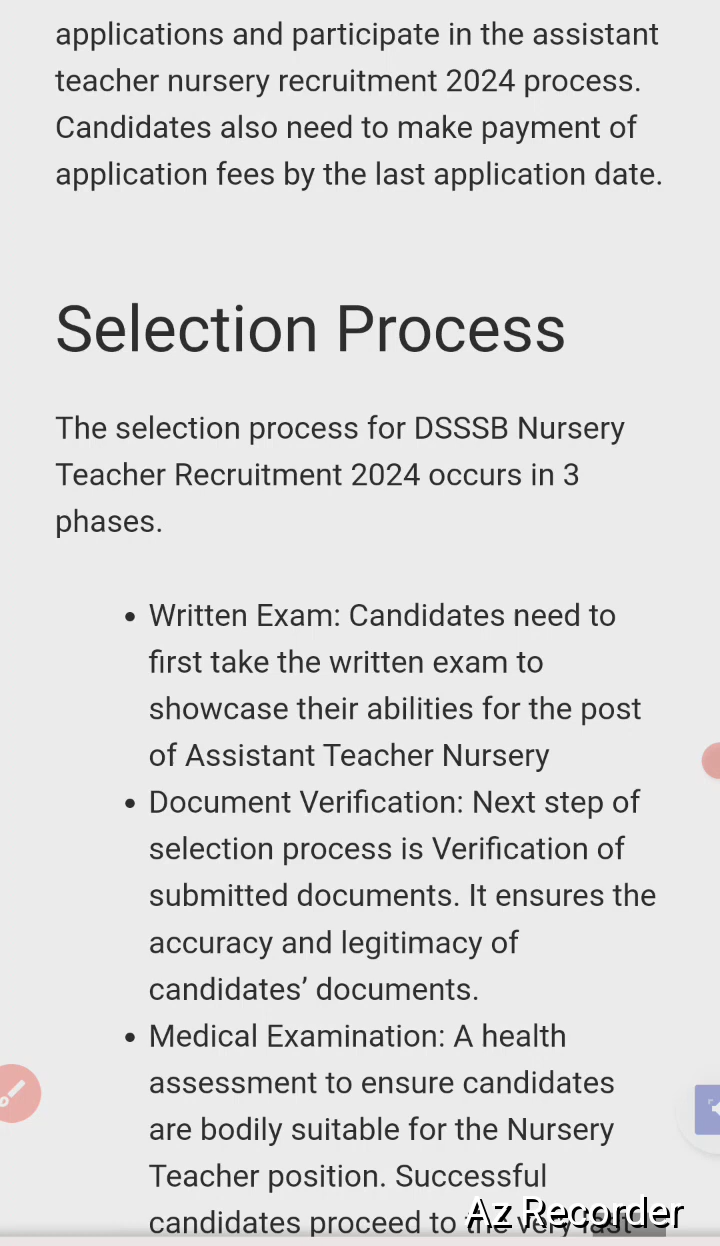 applications and participate in the assistant
teacher nursery recruitment 2024 process.
Candidates also need to make payment of
application fees by the last application date.
Selection Process
The selection process for DSSSB Nursery
Teacher Recruitment 2024 occurs in 3
phases.
• Written Exam: Candidates need to
first take the written exam to
showcase their abilities for the post
of Assistant Teacher Nursery
• Document Verification: Next step of
selection process is Verification of
submitted documents. It ensures the
accuracy and legitimacy of
candidates’ documents.
• Medical Examination: A health
assessment to ensure candidates
are bodily suitable for the Nursery
Teacher position. Successful
candidates proceed to the very last
Az Recorder